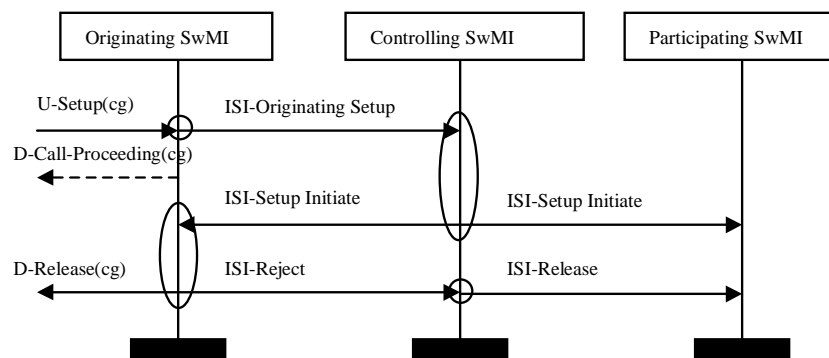 Originating SwMI
Controlling SwMI
Participating SwMI
U-Setup(cg)
ISI-Originating Setup
D-Call-Proceeding(cg)
ISI-Setup Initiate
ISI-Setup Initiate
D-Release(cg)
ISI-Reject
ISI-Release